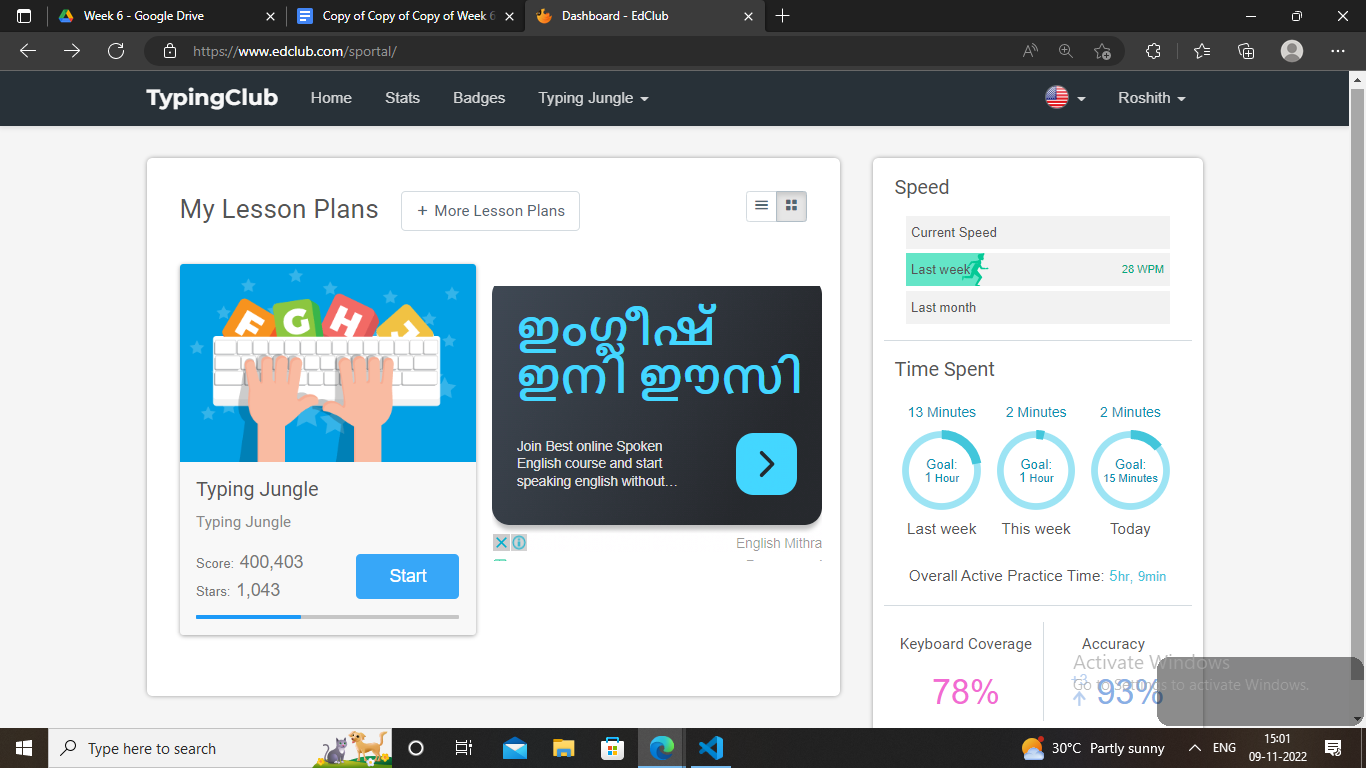 Week 6 - Google Drive
Copy of Copy of Copy of Week 6
Dashboard - EdClub
https://www.edclub.com/sportal/
TypingClub
Home
Stats
Badges
Typing Jungle
Roshith
My Lesson Plans
+ More Lesson Plans
F G H J
Typing Jungle
Typing Jungle
Score: 400,403
Stars: 1,043
Start
ഇംഗ്ലീഷ്
ഇനി ഈസി
Join Best online Spoken
English course and start
speaking english without...
English Mithra
Speed
Current Speed
Last week
28 WPM
Last month
Time Spent
13 Minutes
2 Minutes
2 Minutes
Goal:
1 Hour
Goal:
1 Hour
Goal:
15 Minutes
Last week
This week
Today
Overall Active Practice Time: 5hr, 9min
Keyboard Coverage
78%
Accuracy
+3
93%
Activate Windows
Go to Settings to activate Windows.
Type here to search
30°C Partly sunny
ENG
15:01
09-11-2022